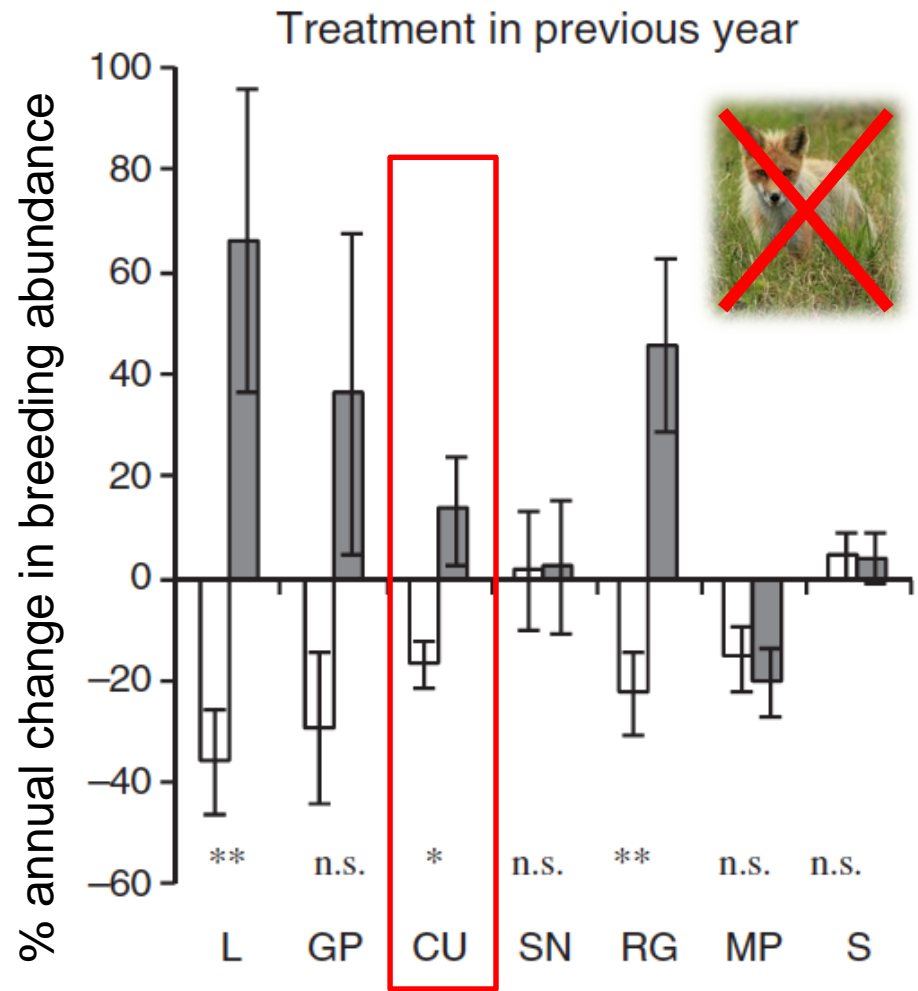 Treatment in previous year
% annual change in breeding abundance
100
80
60
40
20
0
–20
–40
–60
** n.s. * n.s. ** n.s. n.s.
L GP CU SN RG MP S